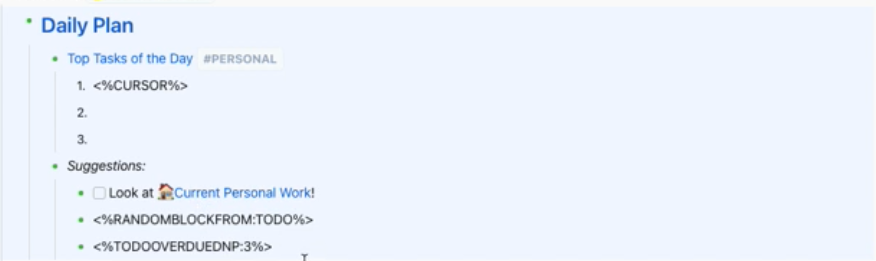 Daily Plan
Top Tasks of the Day #PERSONAL
1. <%CURSOR%>
2.
3.
Suggestions:
Look at 🏠Current Personal Work!
<%RANDOMBLOCKFROM:TODO%>
<%TODOOVERDUEDNP:3%>